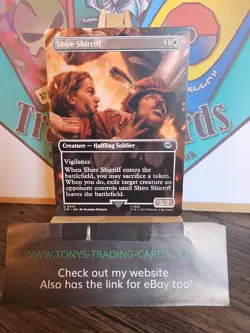 Shire Shirriff
1
Creature — Halfling Soldier
Vigilance
When Shire Shirriff enters the
battlefield, you may sacrifice a token.
When you do, exile target creature an
opponent controls until Shire Shirriff
leaves the battlefield.
2/2
WWW.TONYS-TRADING-CARDS.COM
Check out my website
Also has the link for eBay too!